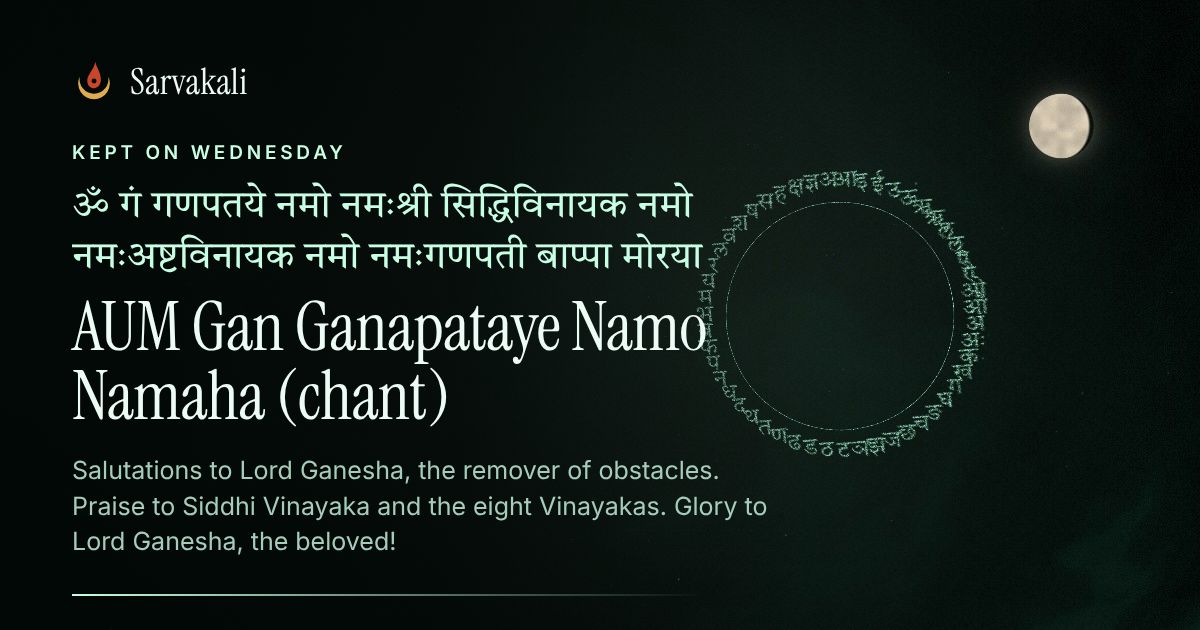 Sarvakali
KEPT ON WEDNESDAY
ॐ गं गणपतये नमो नमःश्री सिद्धिविनायक नमो
नमःअष्टविनायक नमो नमःगणपती बाप्पा मोरया
AUM Gan Ganapataye Namo
Namaha (chant)
Salutations to Lord Ganesha, the remover of obstacles.
Praise to Siddhi Vinayaka and the eight Vinayakas. Glory to
Lord Ganesha, the beloved!